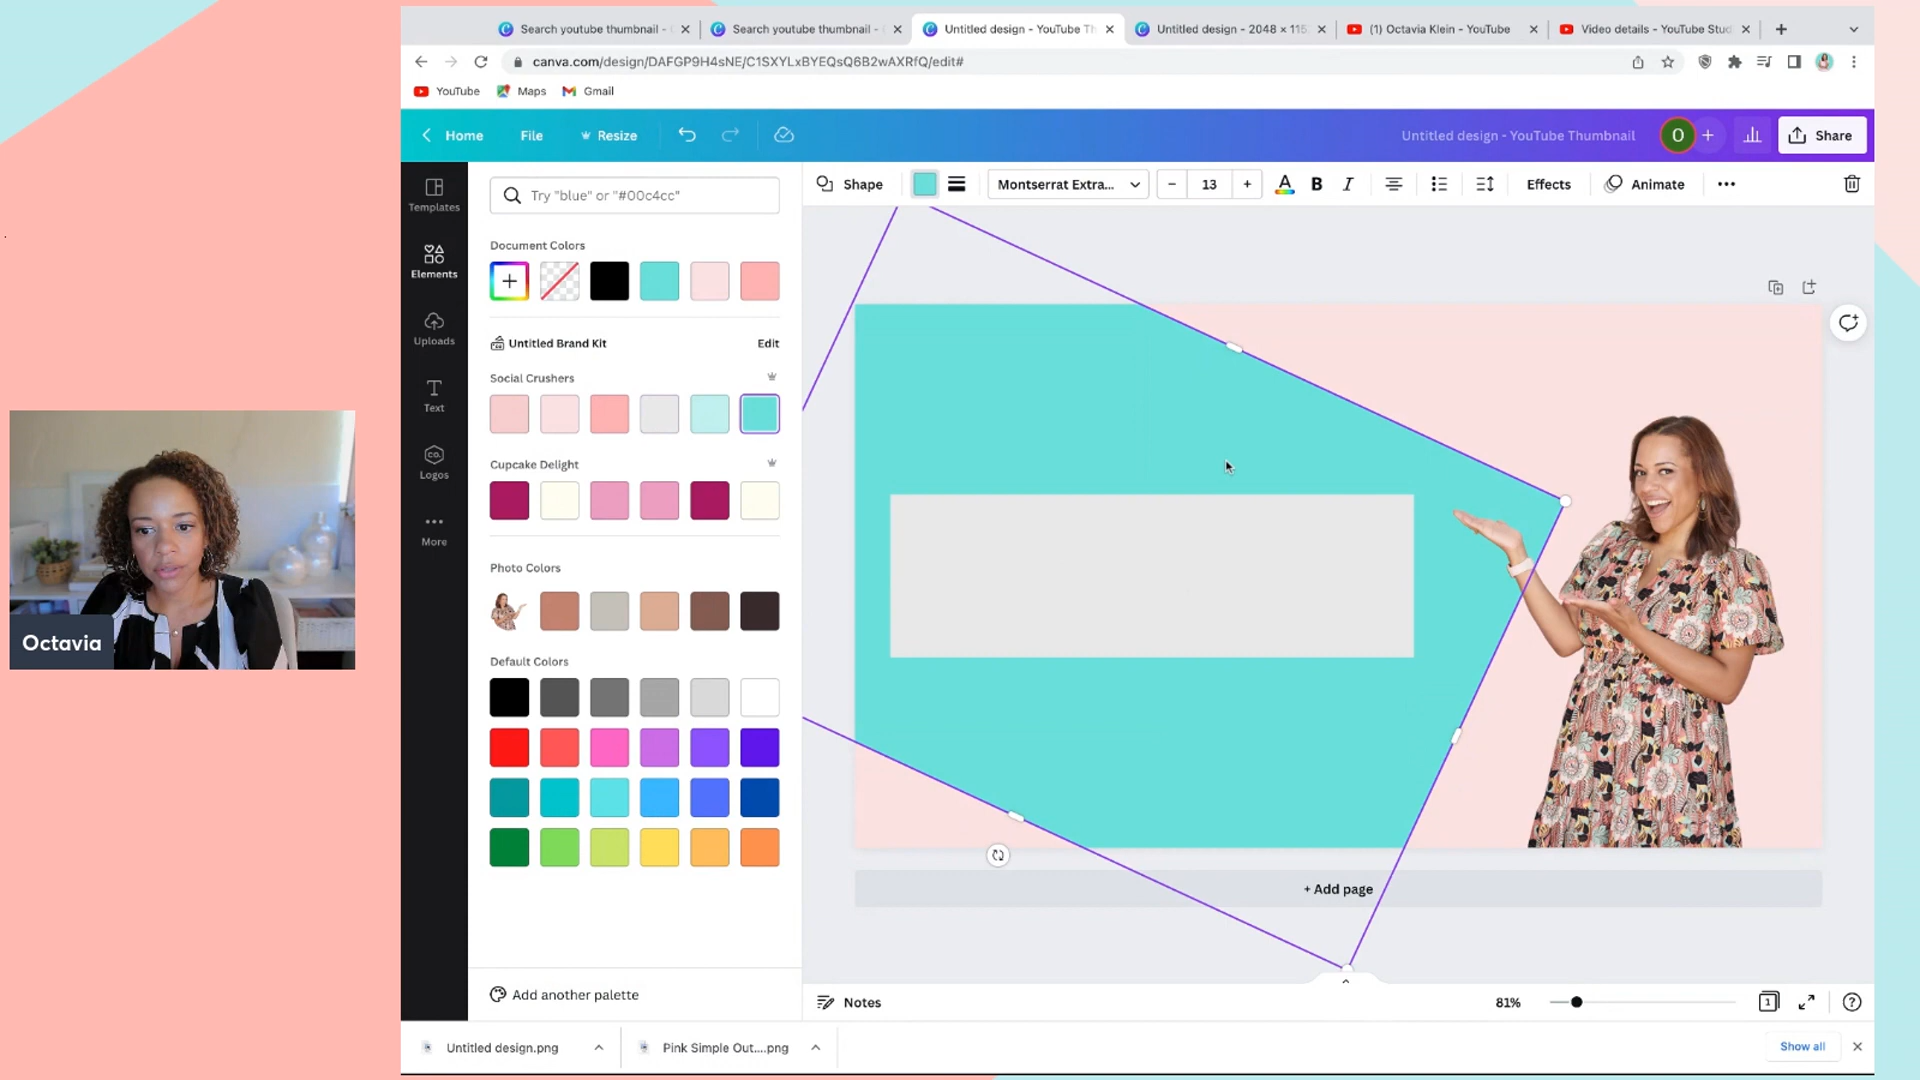 Search youtube thumbnail -
Search youtube thumbnail -
Untitled design - YouTube Th
Untitled design - 2048 × 115
(1) Octavia Klein - YouTube
Video details - YouTube Stud
canva.com/design/DAFGP9H4sNE/C1SXYLxBYEQsQ6B2wAXRfQ/edit#
YouTube
Maps
Gmail
Home
File
Resize
Untitled design - YouTube Thumbnail
O
Share
Templates
Elements
Uploads
Text
Logos
More
Try "blue" or "#00c4cc"
Shape
Montserrat Extra...
13
A
B
I
Effects
Animate
Document Colors
Untitled Brand Kit
Edit
Social Crushers
Cupcake Delight
Photo Colors
Default Colors
Add another palette
Octavia
+ Add page
Notes
81%
1
Untitled design.png
Pink Simple Out....png
Show all